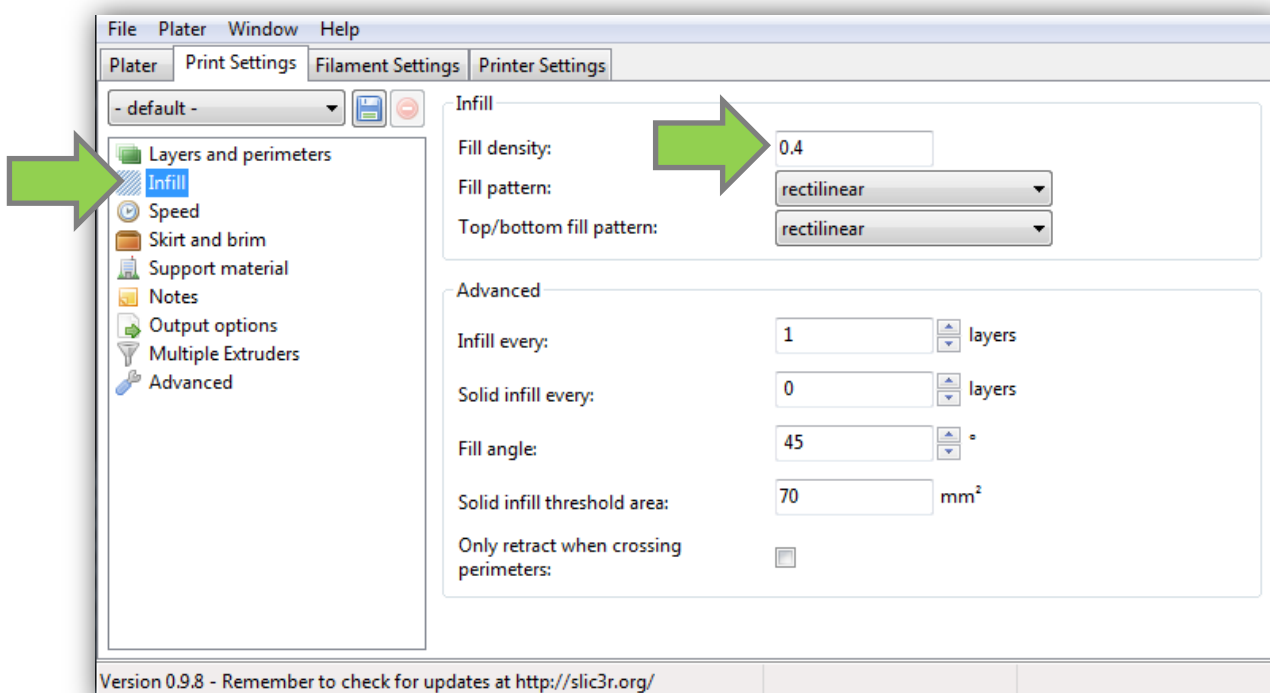 File Plater Window Help
Plater Print Settings Filament Settings Printer Settings
- default -
Layers and perimeters
Infill
Speed
Skirt and brim
Support material
Notes
Output options
Multiple Extruders
Advanced
Infill
Fill density: 0.4
Fill pattern: rectilinear
Top/bottom fill pattern: rectilinear
Advanced
Infill every: 1 layers
Solid infill every: 0 layers
Fill angle: 45 °
Solid infill threshold area: 70 mm²
Only retract when crossing
perimeters:
Version 0.9.8 - Remember to check for updates at http://slic3r.org/